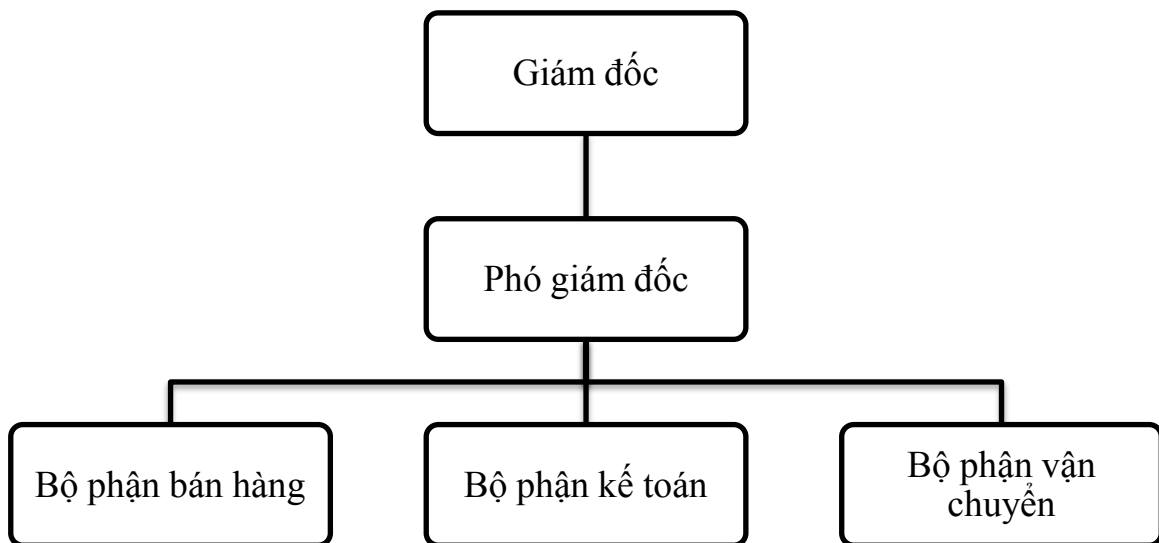 Giám đốc
Phó giám đốc
Bộ phận bán hàng
Bộ phận kế toán
Bộ phận vận
chuyển